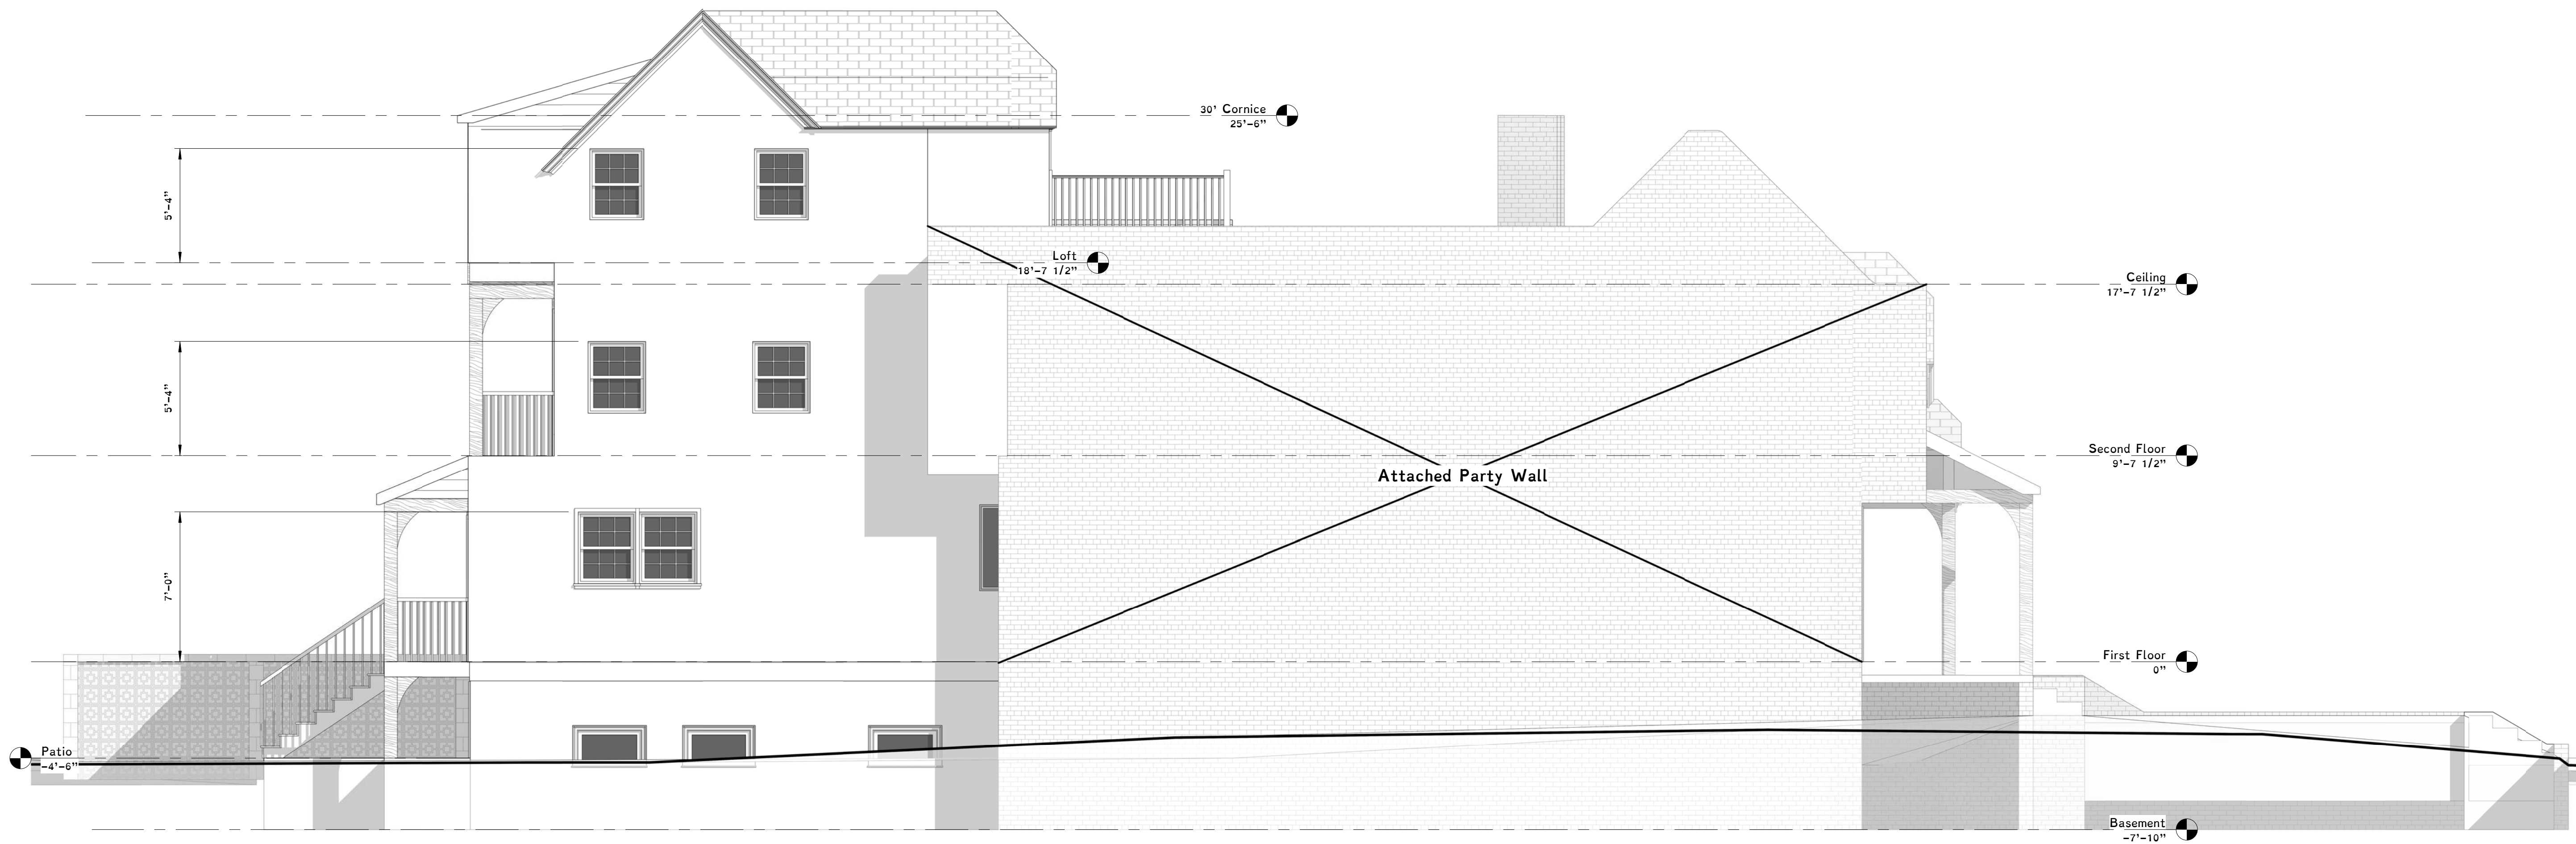 30' Cornice
25'-6"
5'-4"
Loft
18'-7 1/2"
Ceiling
17'-7 1/2"
5'-4"
Second Floor
9'-7 1/2"
Attached Party Wall
7'-0"
First Floor
0"
Patio
-4'-6"
Basement
-7'-10"